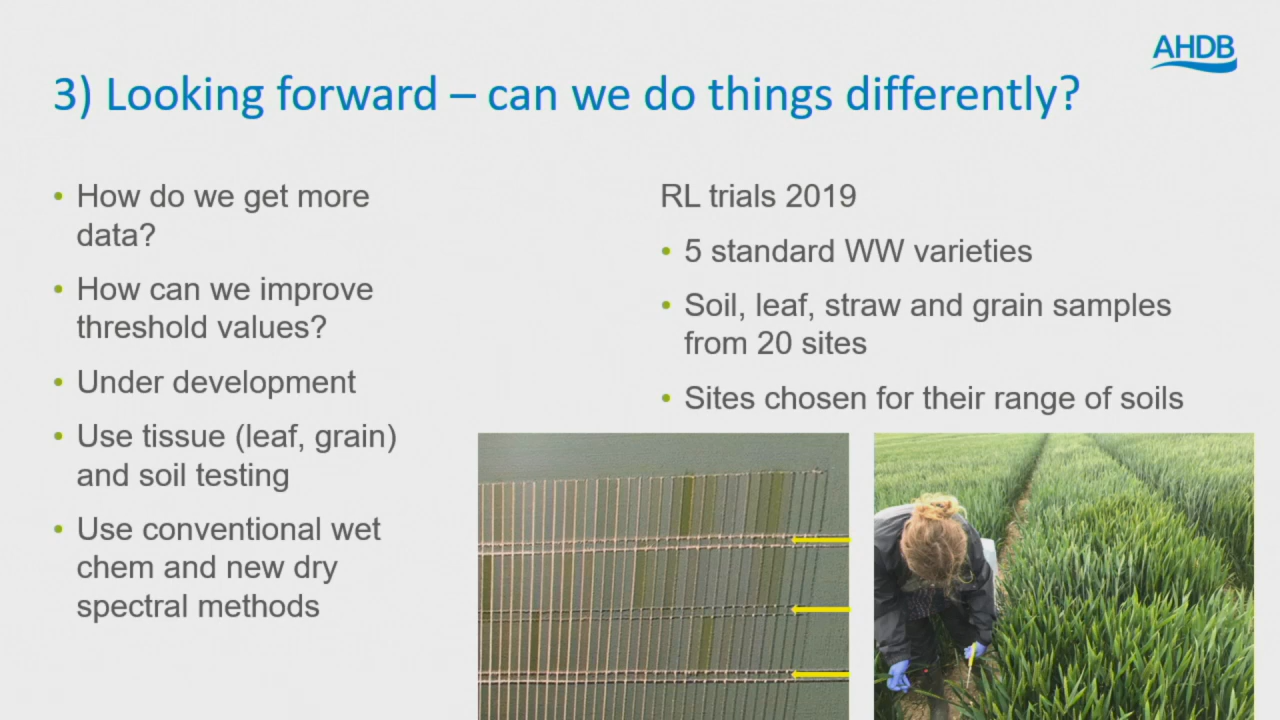 AHDB
3) Looking forward – can we do things differently?
• How do we get more
data?
• How can we improve
threshold values?
• Under development
• Use tissue (leaf, grain)
and soil testing
• Use conventional wet
chem and new dry
spectral methods
RL trials 2019
• 5 standard WW varieties
• Soil, leaf, straw and grain samples
from 20 sites
• Sites chosen for their range of soils